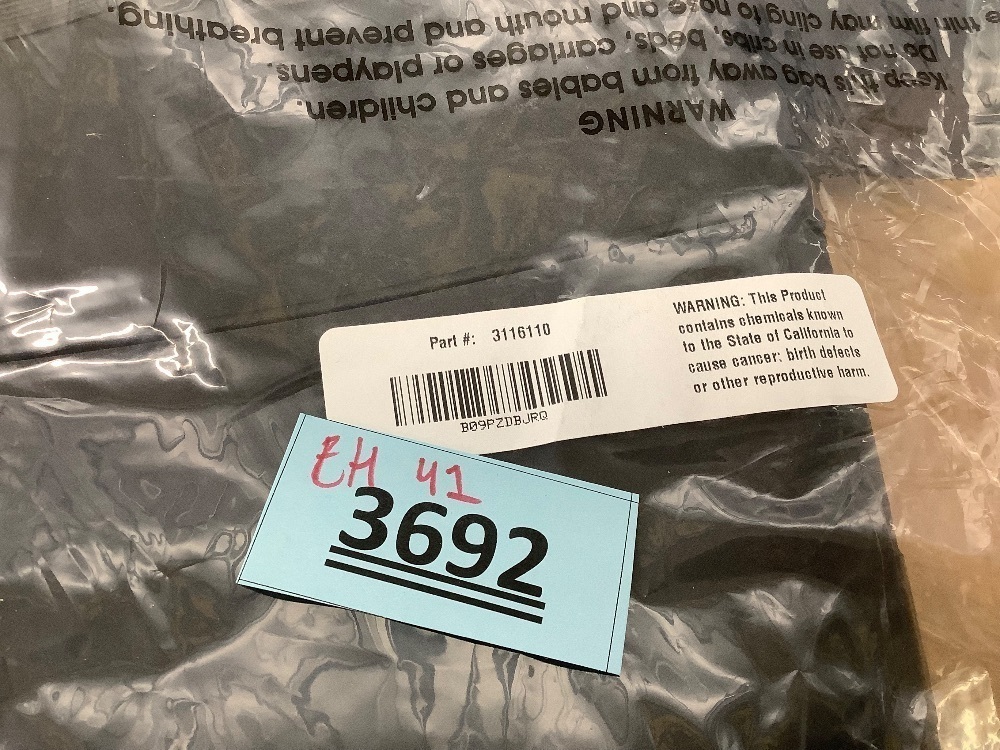 WARNING
Keep this bag away from babies and children.
Do not use in cribs, beds, carriages or playpens.
thin film may cling to nose and mouth and prevent breathing.
Part #: 3116110
B09PZDBJRQ
WARNING: This Product
contains chemicals known
to the State of California to
cause cancer; birth defects
or other reproductive harm.
EH 41
3692